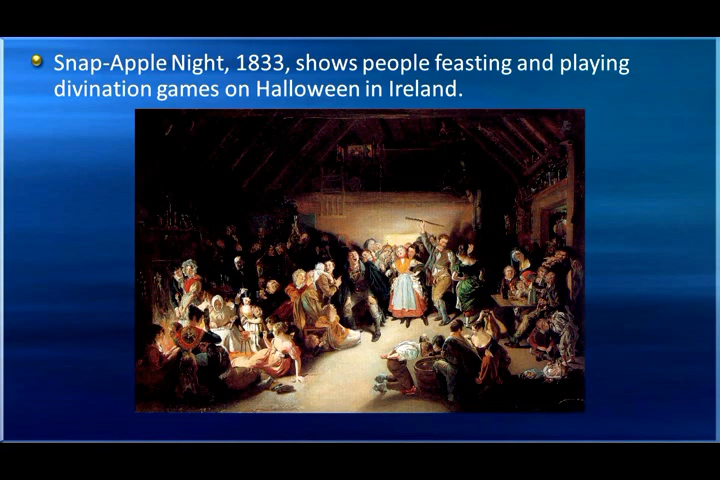 Snap-Apple Night, 1833, shows people feasting and playing
divination games on Halloween in Ireland.